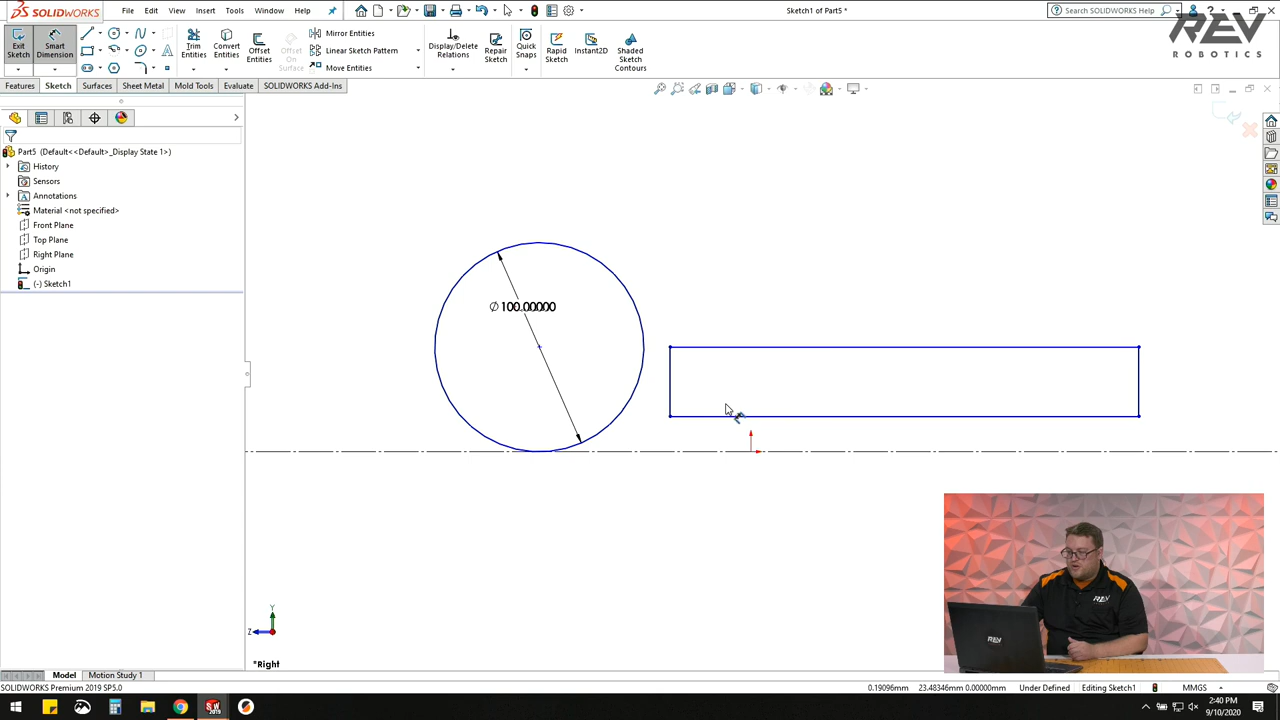 SOLIDWORKS File Edit View Insert Tools Window Help Sketch1 of Part5 * Search SOLIDWORKS Help
REV
ROBOTICS
Exit Sketch
Smart Dimension
Trim Entities
Convert Entities
Offset Entities
Offset On Surface
Mirror Entities
Linear Sketch Pattern
Move Entities
Display/Delete Relations
Repair Sketch
Quick Snaps
Rapid Sketch
Instant2D
Shaded Sketch Contours
Features Sketch Surfaces Sheet Metal Mold Tools Evaluate SOLIDWORKS Add-Ins
Part5 (Default<<Default>_Display State 1>)
History
Sensors
Annotations
Material <not specified>
Front Plane
Top Plane
Right Plane
Origin
(-) Sketch1
∅100.00000
Y
Z
*Right
REV
ROBOTICS
REV
Model Motion Study 1
SOLIDWORKS Premium 2019 SP5.0 0.19096mm 23.48346mm 0.00000mm Under Defined Editing Sketch1 MMGS
SW
2019
2:40 PM
9/10/2020